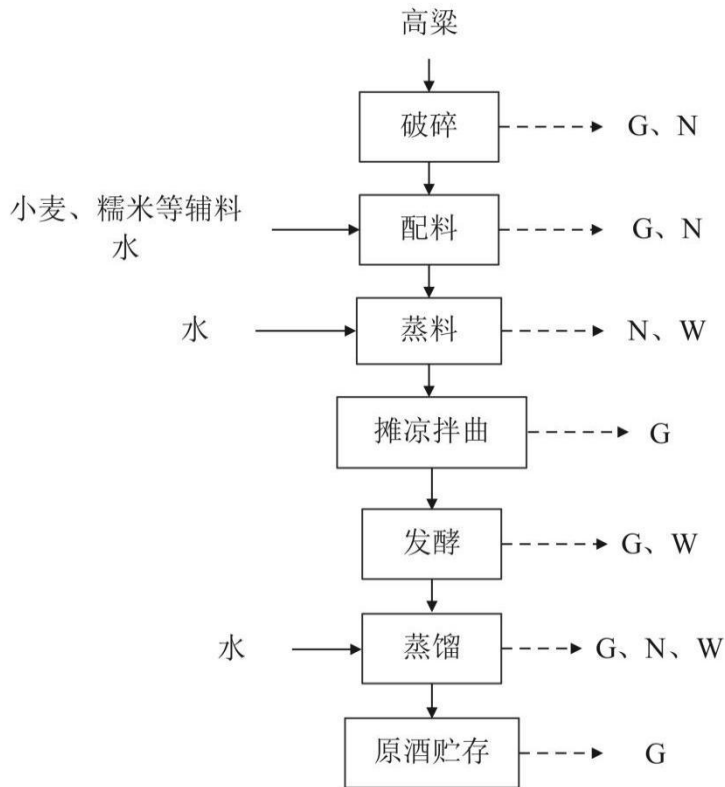 高粱
破碎
G、N
小麦、糯米等辅料
水
配料
G、N
水
蒸料
N、W
摊凉拌曲
G
发酵
G、W
水
蒸馏
G、N、W
原酒贮存
G